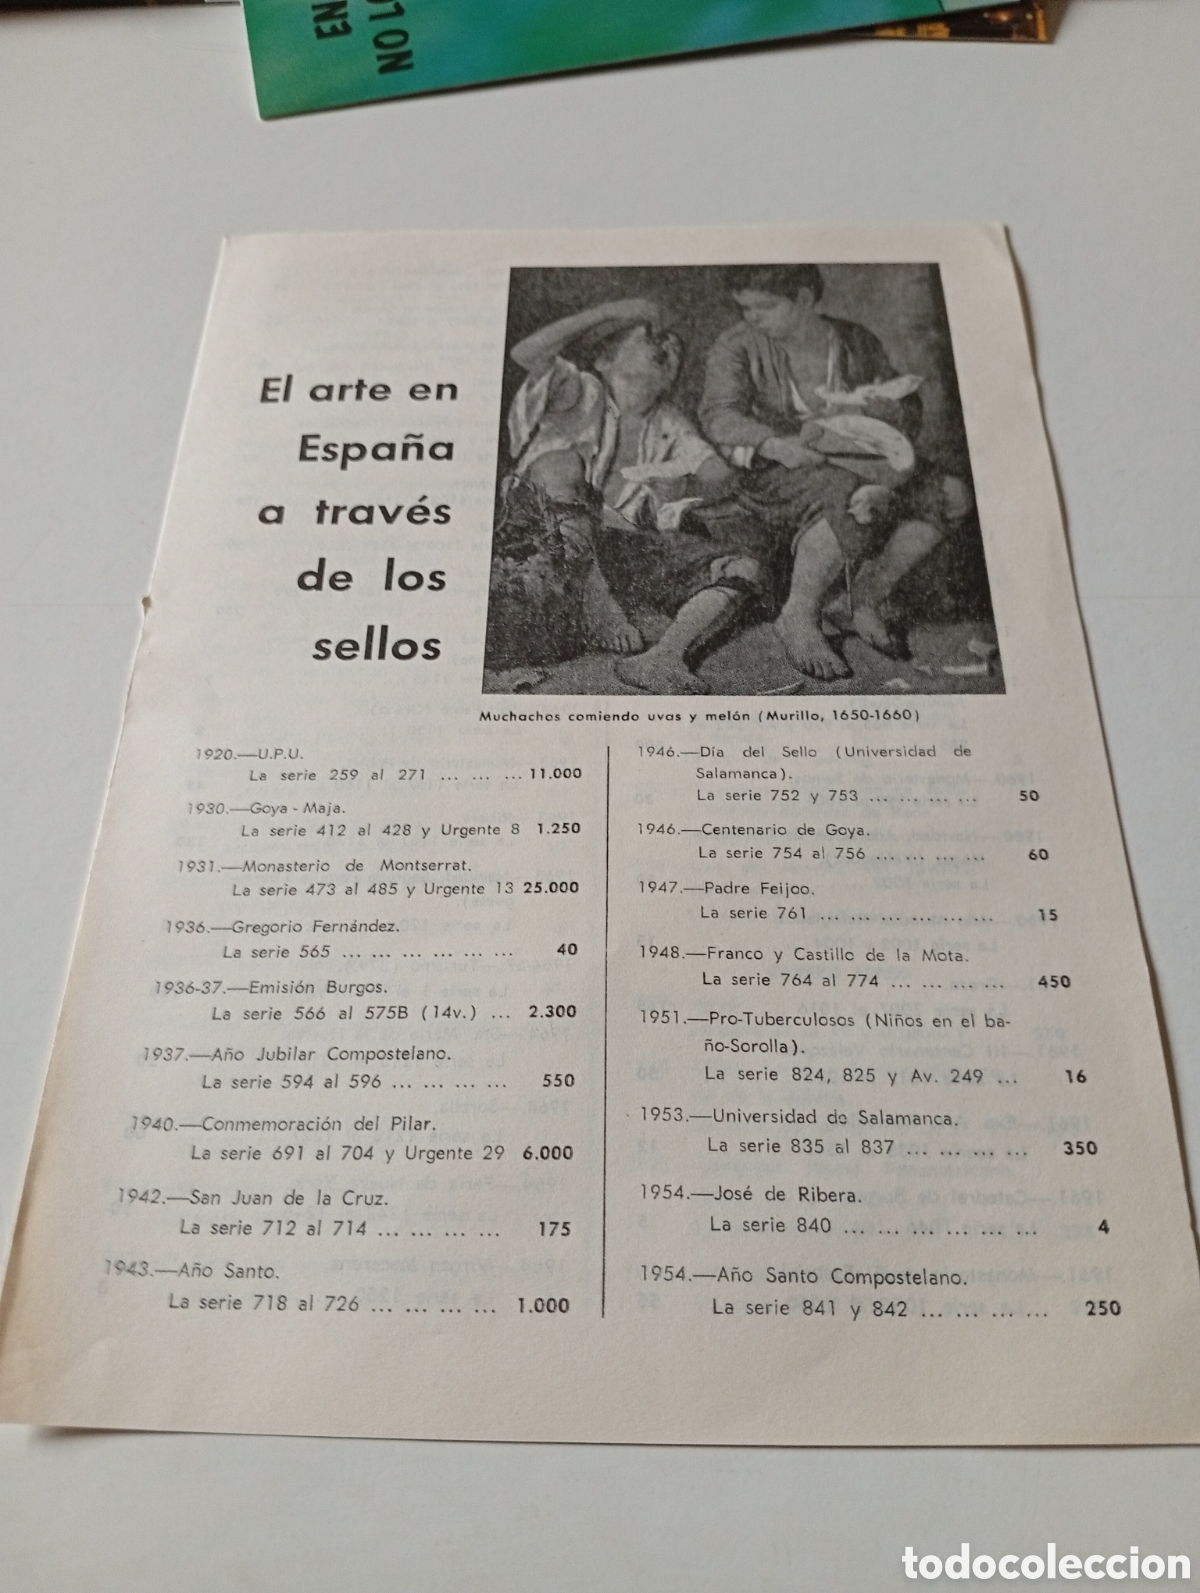 EN
NO LO
El arte en
España
a través
de los
sellos
Muchachos comiendo uvas y melón (Murillo, 1650-1660)
1920.—U.P.U.
La serie 259 al 271 ... ... ... 11.000
1930.—Goya - Maja.
La serie 412 al 428 y Urgente 8 1.250
1931.—Monasterio de Montserrat.
La serie 473 al 485 y Urgente 13 25.000
1936.—Gregorio Fernández.
La serie 565 ... ... ... ... ... ... 40
1936-37.—Emisión Burgos.
La serie 566 al 575B (14v.) ... 2.300
1937.—Año Jubilar Compostelano.
La serie 594 al 596 ... ... ... ... 550
1940.—Conmemoración del Pilar.
La serie 691 al 704 y Urgente 29 6.000
1942.—San Juan de la Cruz.
La serie 712 al 714 ... ... ... ... 175
1943.—Año Santo.
La serie 718 al 726 ... ... ... ... 1.000
1946.—Día del Sello (Universidad de
Salamanca).
La serie 752 y 753 ... ... ... ... 50
1946.—Centenario de Goya.
La serie 754 al 756 ... ... ... ... 60
1947.—Padre Feijoo.
La serie 761 ... ... ... ... ... ... 15
1948.—Franco y Castillo de la Mota.
La serie 764 al 774 ... ... ... ... 450
1951.—Pro-Tuberculosos (Niños en el ba-
ño-Sorolla).
La serie 824, 825 y Av. 249 ... 16
1953.—Universidad de Salamanca.
La serie 835 al 837 ... ... ... ... 350
1954.—José de Ribera.
La serie 840 ... ... ... ... ... ... 4
1954.—Año Santo Compostelano.
La serie 841 y 842 ... ... ... ... 250
todocoleccion